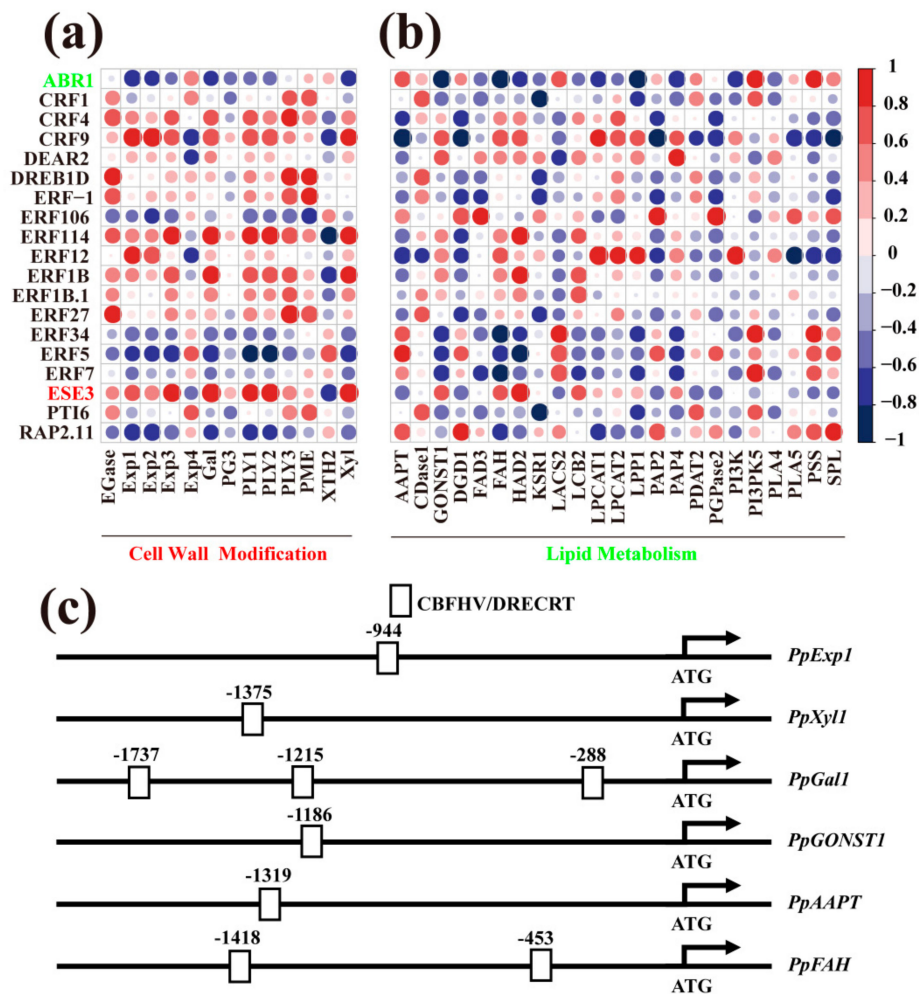 (a)
(b)
ABR1
CRF1
CRF4
CRF9
DEAR2
DREB1D
ERF−1
ERF106
ERF114
ERF12
ERF1B
ERF1B.1
ERF27
ERF34
ERF5
ERF7
ESE3
PTI6
RAP2.11
1
0.8
0.6
0.4
0.2
0
−0.2
−0.4
−0.6
−0.8
−1
EGase
Exp1
Exp2
Exp3
Exp4
Gal
PG3
PLY1
PLY2
PLY3
PME
XTH2
Xyl
AAPT
CDase1
GONST1
DGD1
FAD3
FAH
HAD2
KSR1
LACS2
LCB2
LPCAT1
LPCAT2
LPP1
PAP2
PAP4
PDAT2
PGPase2
PI3K
PI3PK5
PLA4
PLA5
PSS
SPL
Cell Wall Modification
Lipid Metabolism
(c)
CBFHV/DRECRT
-944
ATG
PpExp1
-1375
ATG
PpXyl1
-1737 -1215 -288
ATG
PpGal1
-1186
ATG
PpGONST1
-1319
ATG
PpAAPT
-1418 -453
ATG
PpFAH